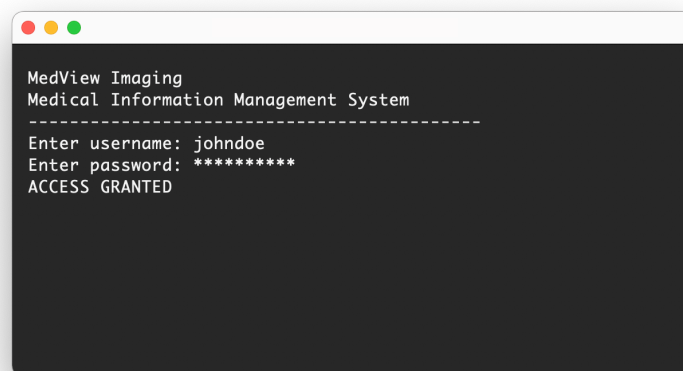 MedView Imaging
Medical Information Management System
--------------------------------------------
Enter username: johndoe
Enter password: **********
ACCESS GRANTED